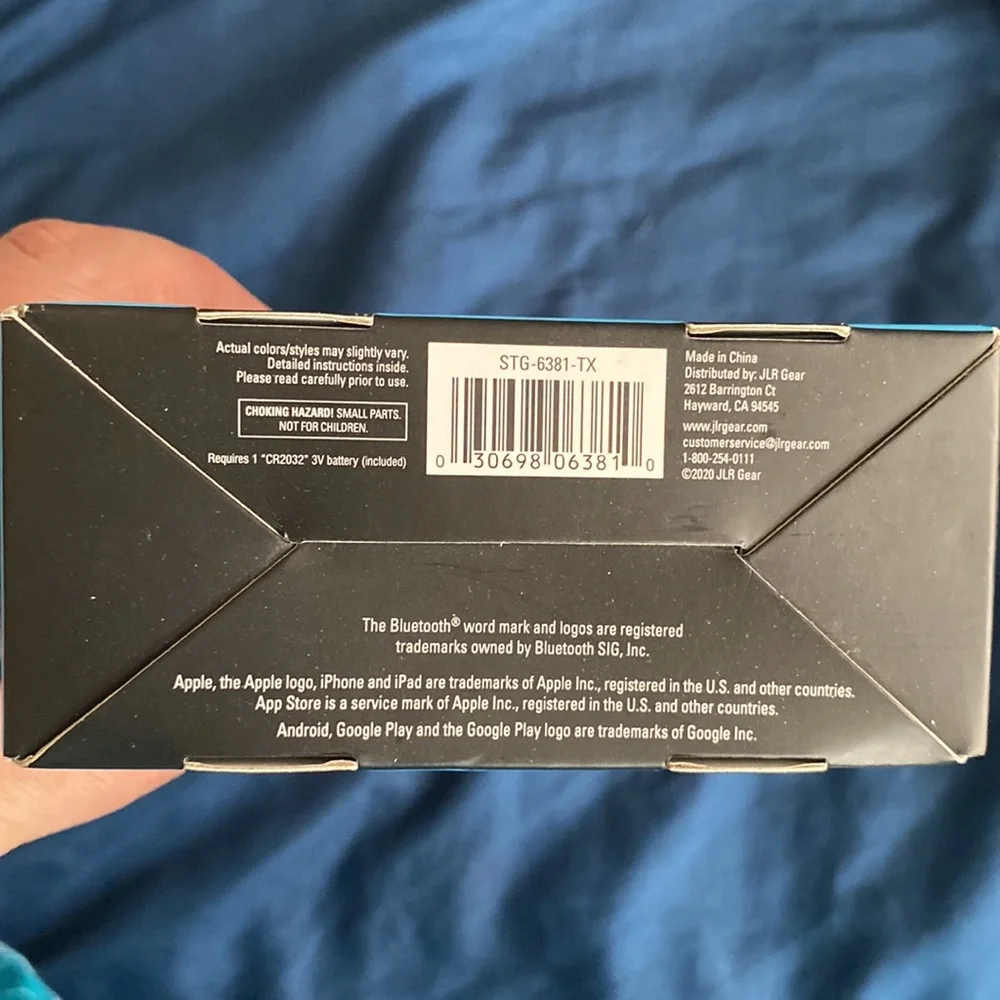 Actual colors/styles may slightly vary.
Detailed instructions inside.
Please read carefully prior to use.
CHOKING HAZARD! SMALL PARTS.
NOT FOR CHILDREN.
Requires 1 "CR2032" 3V battery (included)
STG-6381-TX
0 30698 06381 0
Made in China
Distributed by: JLR Gear
2612 Barrington Ct
Hayward, CA 94545
www.jlrgear.com
customerservice@jlrgear.com
1-800-254-0111
©2020 JLR Gear
The Bluetooth® word mark and logos are registered
trademarks owned by Bluetooth SIG, Inc.
Apple, the Apple logo, iPhone and iPad are trademarks of Apple Inc., registered in the U.S. and other countries.
App Store is a service mark of Apple Inc., registered in the U.S. and other countries.
Android, Google Play and the Google Play logo are trademarks of Google Inc.